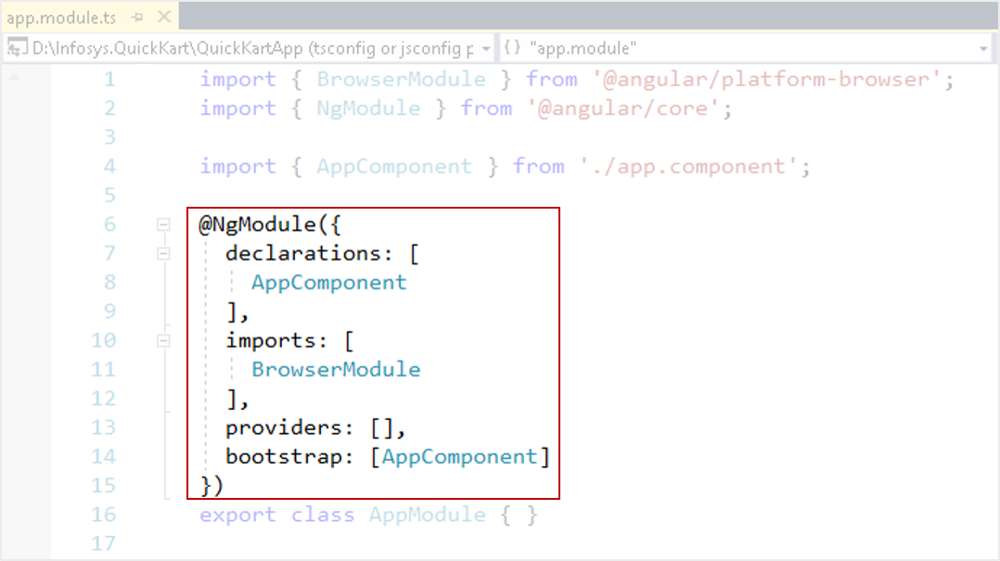 app.module.ts
D:\Infosys.QuickKart\QuickKartApp (tsconfig or jsconfig p
{ } "app.module"
1 import { BrowserModule } from '@angular/platform-browser';
2 import { NgModule } from '@angular/core';
3
4 import { AppComponent } from './app.component';
5
6 @NgModule({
7 declarations: [
8 AppComponent
9 ],
10 imports: [
11 BrowserModule
12 ],
13 providers: [],
14 bootstrap: [AppComponent]
15 })
16 export class AppModule { }
17